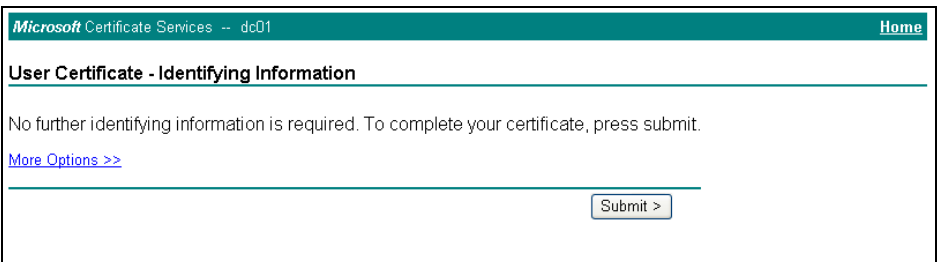 Microsoft Certificate Services -- dc01 Home
User Certificate - Identifying Information
No further identifying information is required. To complete your certificate, press submit.
More Options >>
Submit >